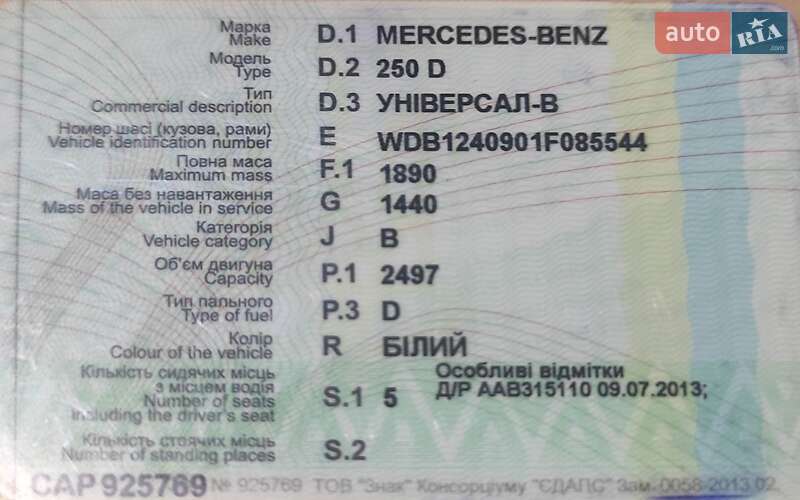 auto RIA .com
Марка
Make D.1 MERCEDES-BENZ
Модель
Type D.2 250 D
Тип
Commercial description D.3 УНІВЕРСАЛ-В
Номер шасі (кузова, рами)
Vehicle identification number E WDB1240901F085544
Повна маса
Maximum mass F.1 1890
Маса без навантаження
Mass of the vehicle in service G 1440
Категорія
Vehicle category J B
Об'єм двигуна
Capacity P.1 2497
Тип пального
Type of fuel P.3 D
Колір
Colour of the vehicle R БІЛИЙ
Кількість сидячих місць
з місцем водія
Number of seats
including the driver's seat S.1 5
Особливі відмітки
Д/Р ААВ315110 09.07.2013;
Кількість стоячих місць
Number of standing places S.2
САР 925769 № 925769 ТОВ "Знак" Консорціуму "ЄДАПС" Зам. 0058-2013 02